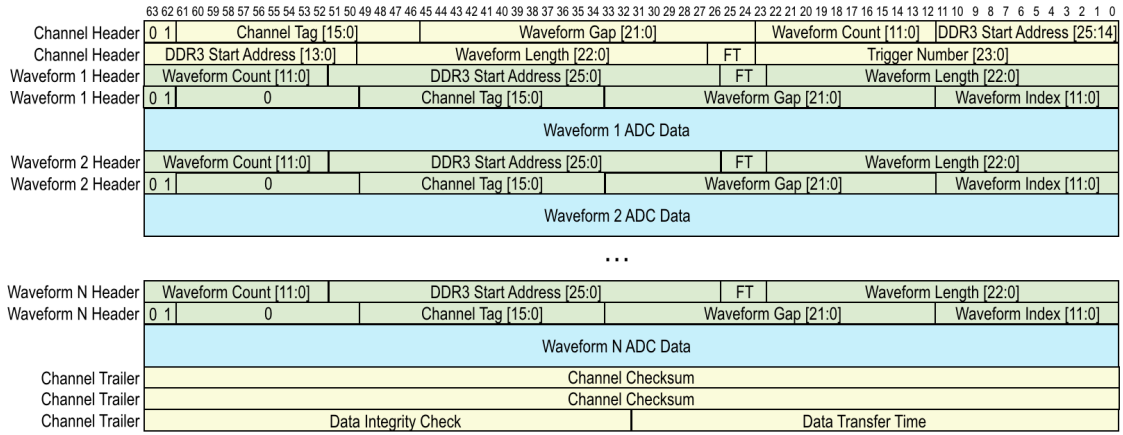 63 62 61 60 59 58 57 56 55 54 53 52 51 50 49 48 47 46 45 44 43 42 41 40 39 38 37 36 35 34 33 32 31 30 29 28 27 26 25 24 23 22 21 20 19 18 17 16 15 14 13 12 11 10 9 8 7 6 5 4 3 2 1 0
Channel Header 0 1 Channel Tag [15:0] Waveform Gap [21:0] Waveform Count [11:0] DDR3 Start Address [25:14]
Channel Header DDR3 Start Address [13:0] Waveform Length [22:0] FT Trigger Number [23:0]
Waveform 1 Header Waveform Count [11:0] DDR3 Start Address [25:0] FT Waveform Length [22:0]
Waveform 1 Header 0 1 0 Channel Tag [15:0] Waveform Gap [21:0] Waveform Index [11:0]
Waveform 1 ADC Data
Waveform 2 Header Waveform Count [11:0] DDR3 Start Address [25:0] FT Waveform Length [22:0]
Waveform 2 Header 0 1 0 Channel Tag [15:0] Waveform Gap [21:0] Waveform Index [11:0]
Waveform 2 ADC Data
...
Waveform N Header Waveform Count [11:0] DDR3 Start Address [25:0] FT Waveform Length [22:0]
Waveform N Header 0 1 0 Channel Tag [15:0] Waveform Gap [21:0] Waveform Index [11:0]
Waveform N ADC Data
Channel Trailer Channel Checksum
Channel Trailer Channel Checksum
Channel Trailer Data Integrity Check Data Transfer Time